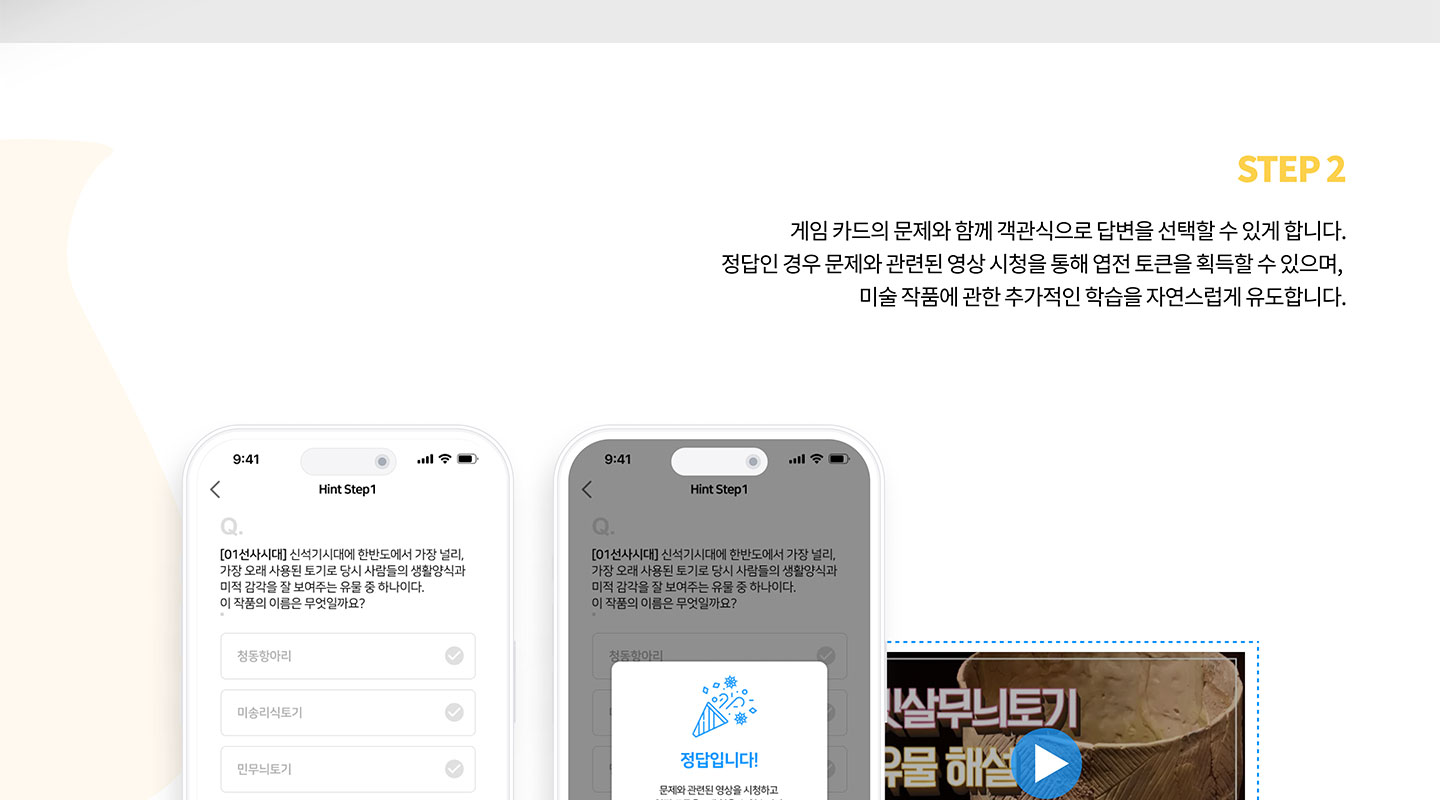 STEP 2
게임 카드의 문제와 함께 객관식으로 답변을 선택할 수 있게 합니다.
정답인 경우 문제와 관련된 영상 시청을 통해 엽전 토큰을 획득할 수 있으며,
미술 작품에 관한 추가적인 학습을 자연스럽게 유도합니다.
9:41
Hint Step1
Q.
[01선사시대] 신석기시대에 한반도에서 가장 널리,
가장 오래 사용된 토기로 당시 사람들의 생활양식과
미적 감각을 잘 보여주는 유물 중 하나이다.
이 작품의 이름은 무엇일까요?
청동항아리
미송리식토기
민무늬토기
9:41
Hint Step1
Q.
[01선사시대] 신석기시대에 한반도에서 가장 널리,
가장 오래 사용된 토기로 당시 사람들의 생활양식과
미적 감각을 잘 보여주는 유물 중 하나이다.
이 작품의 이름은 무엇일까요?
청동항아리
정답입니다!
문제와 관련된 영상을 시청하고
살무늬토기
유물 해설